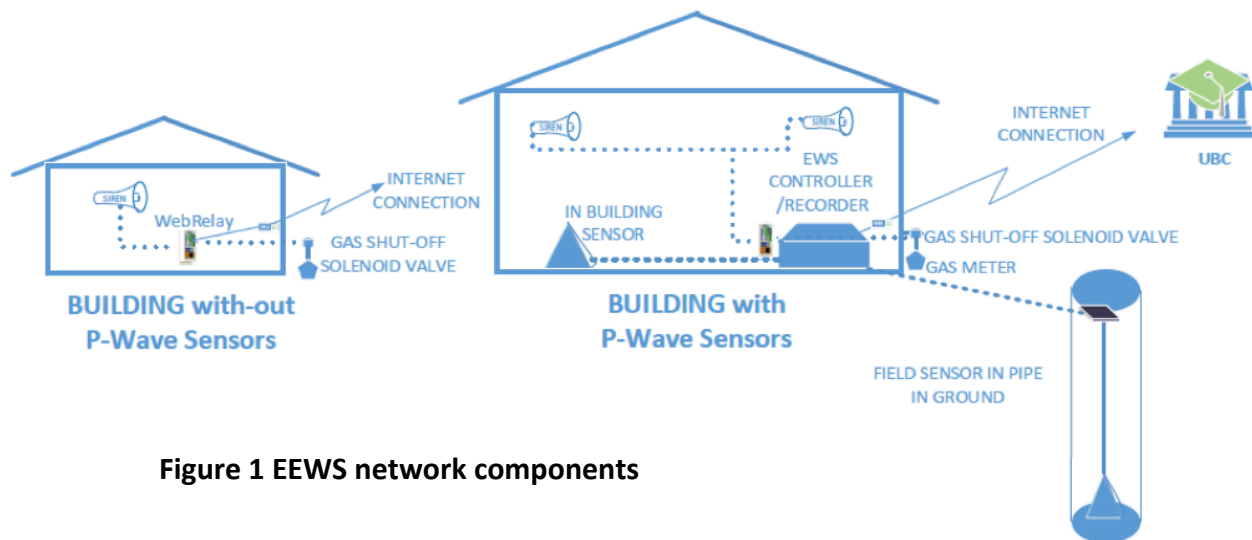 SIREN
WebRelay
INTERNET
CONNECTION
GAS SHUT-OFF
SOLENOID VALVE
BUILDING with-out
P-Wave Sensors
SIREN
SIREN
EWS
CONTROLLER
/RECORDER
IN BUILDING
SENSOR
INTERNET
CONNECTION
UBC
GAS SHUT-OFF SOLENOID VALVE
GAS METER
BUILDING with
P-Wave Sensors
FIELD SENSOR IN PIPE
IN GROUND
Figure 1 EEWS network components